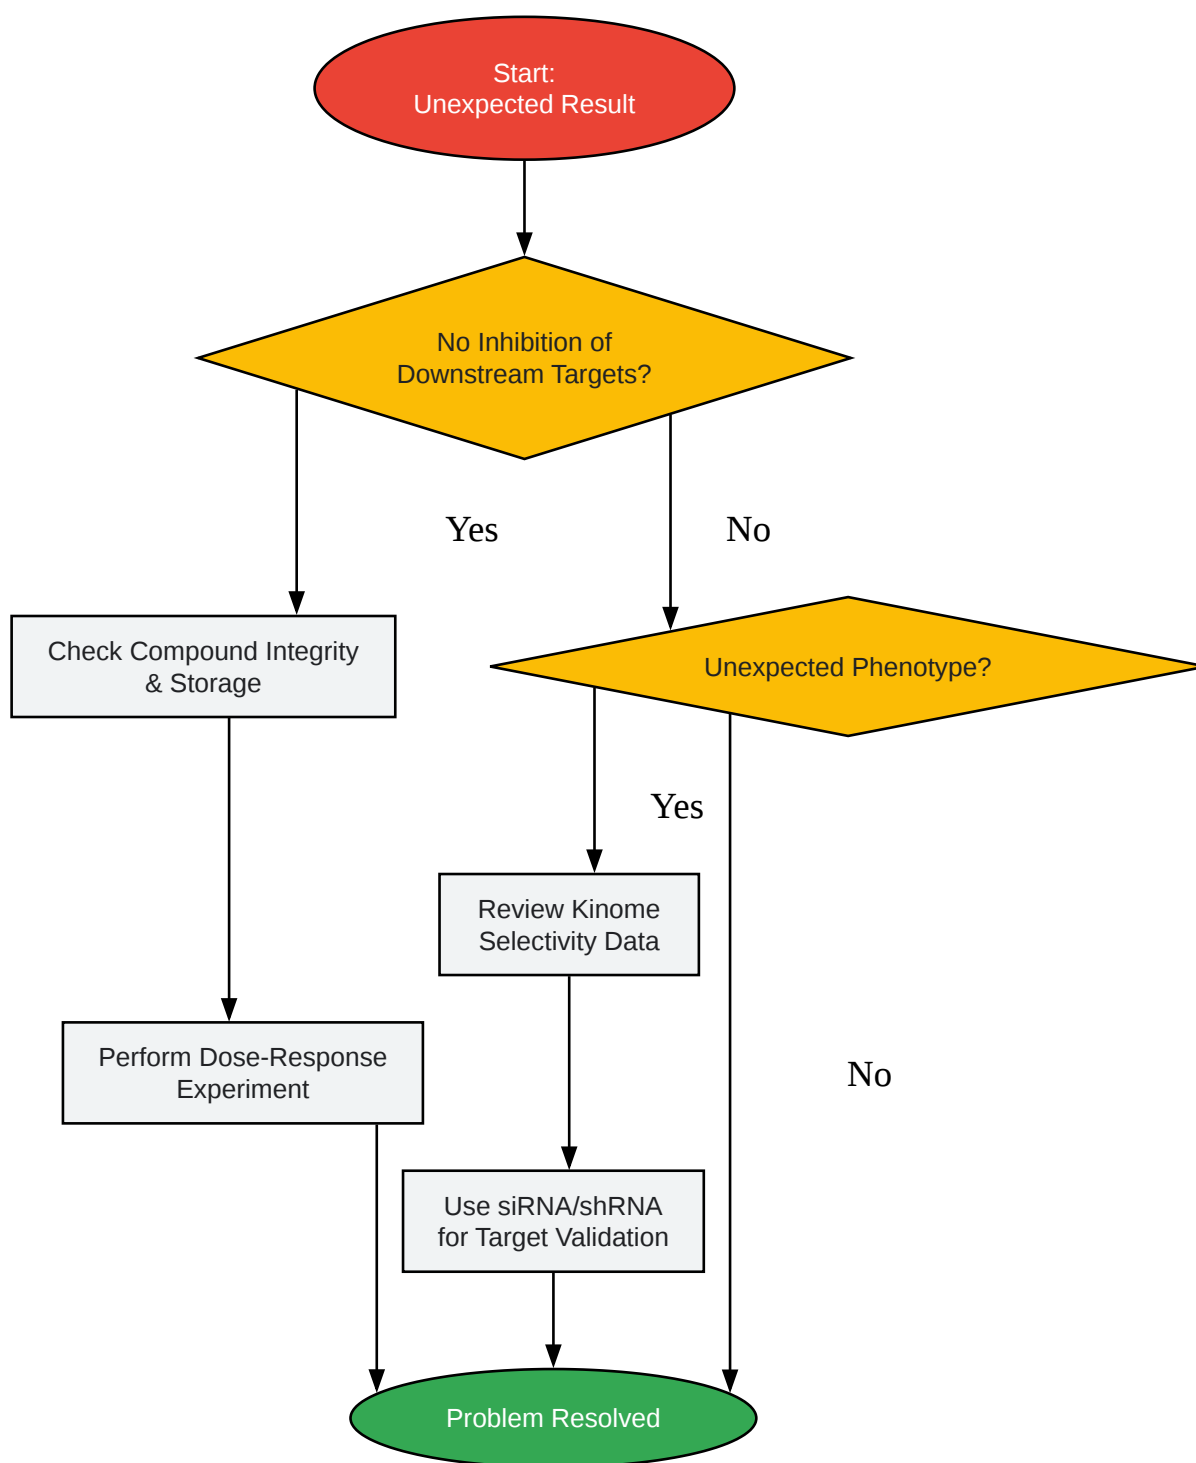 Start:
Unexpected Result
No Inhibition of
Downstream Targets?
Yes
No
Check Compound Integrity
& Storage
Unexpected Phenotype?
Yes
Review Kinome
Selectivity Data
Perform Dose-Response
Experiment
No
Use siRNA/shRNA
for Target Validation
Problem Resolved